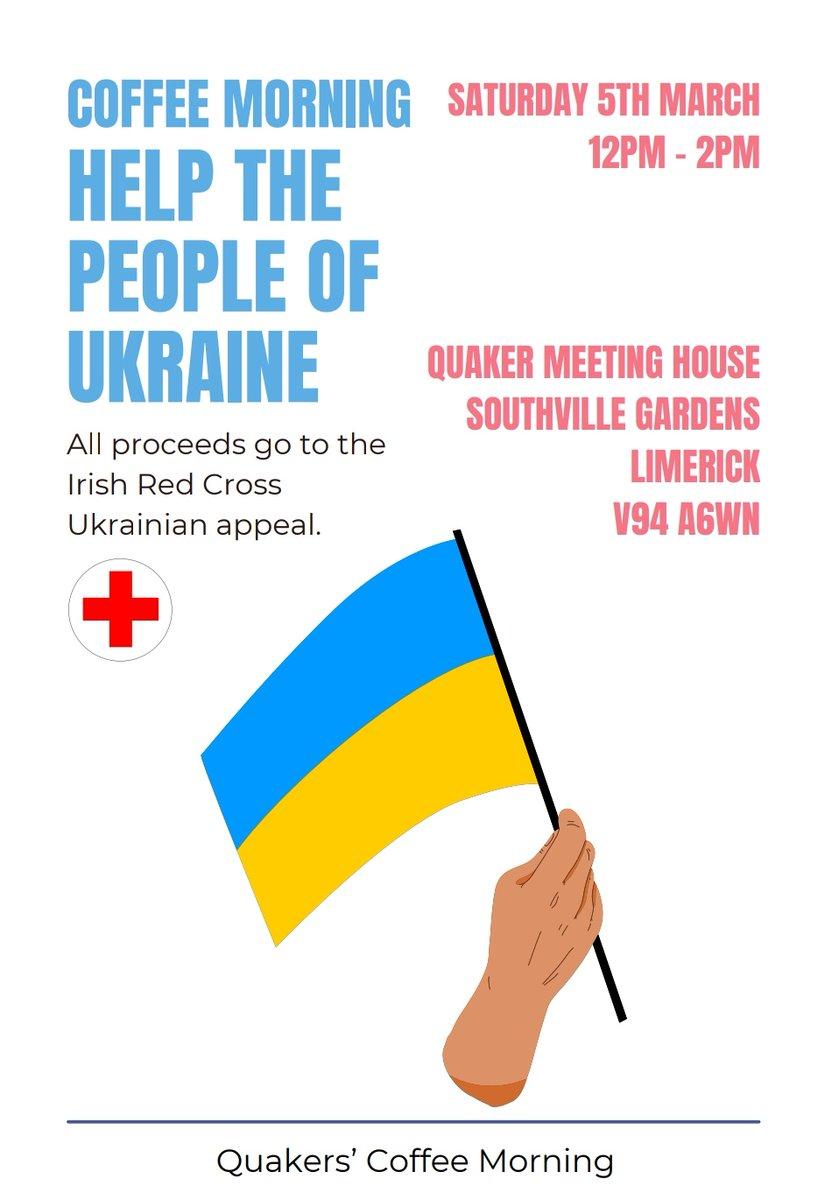 COFFEE MORNING
HELP THE
PEOPLE OF
UKRAINE
All proceeds go to the
Irish Red Cross
Ukrainian appeal.
SATURDAY 5TH MARCH
12PM - 2PM
QUAKER MEETING HOUSE
SOUTHVILLE GARDENS
LIMERICK
V94 A6WN
Quakers’ Coffee Morning